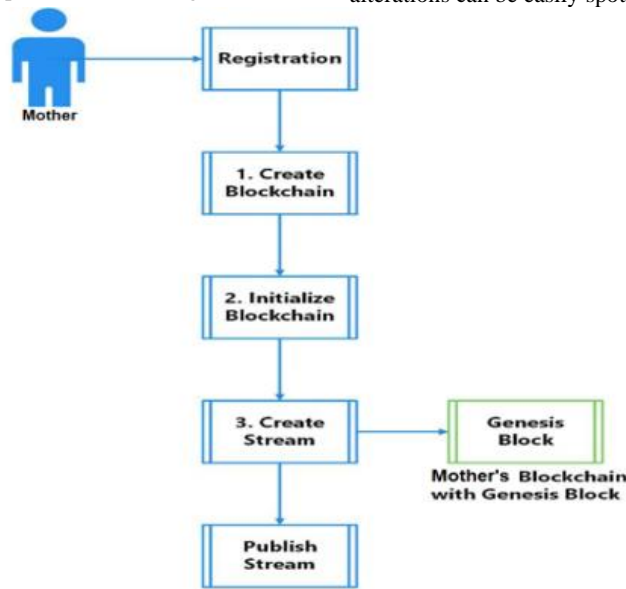 alterations can be easily spot
Mother
Registration
1. Create
Blockchain
2. Initialize
Blockchain
3. Create
Stream
Genesis
Block
Mother's Blockchain
with Genesis Block
Publish
Stream